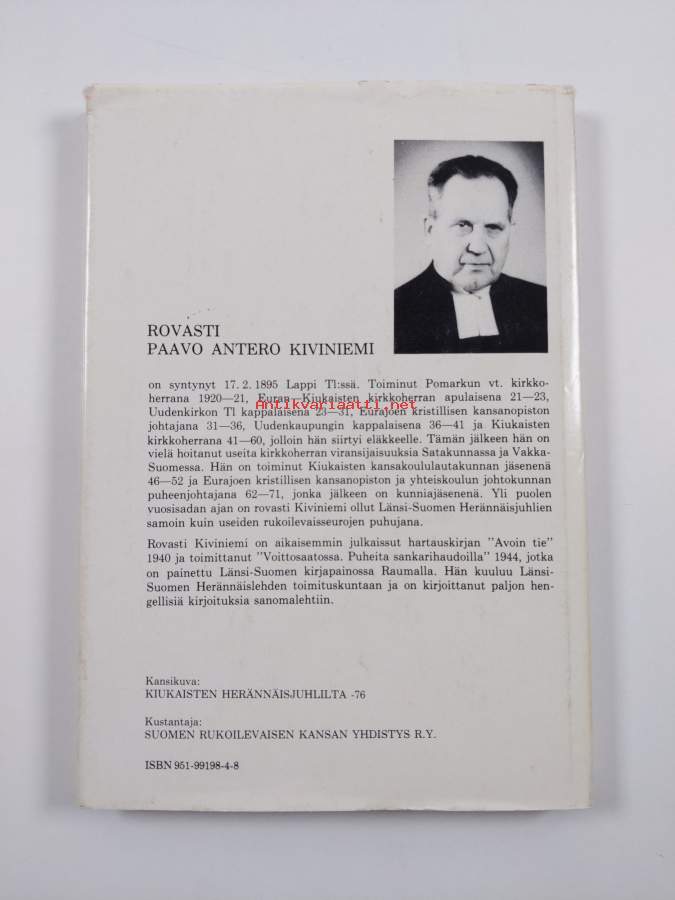 ROVASTI
PAAVO ANTERO KIVINIEMI
on syntynyt 17. 2. 1895 Lappi Tl:ssä. Toiminut Pomarkun vt. kirkko-
herrana 1920—21, Euran—Kiukaisten kirkkoherran apulaisena 21—23,
Antikvariaatti.net
Uudenkirkon Tl kappalaisena 23—31, Eurajoen kristillisen kansanopiston
johtajana 31—36, Uudenkaupungin kappalaisena 36—41 ja Kiukaisten
kirkkoherrana 41—60, jolloin hän siirtyi eläkkeelle. Tämän jälkeen hän on
vielä hoitanut useita kirkkoherran viransijaisuuksia Satakunnassa ja Vakka-
Suomessa. Hän on toiminut Kiukaisten kansakoululautakunnan jäsenenä
46—52 ja Eurajoen kristillisen kansanopiston ja yhteiskoulun johtokunnan
puheenjohtajana 62—71, jonka jälkeen on kunniajäsenenä. Yli puolen
vuosisadan ajan on rovasti Kiviniemi ollut Länsi-Suomen Herännäisjuhlien
samoin kuin useiden rukoilevaisseurojen puhujana.
Rovasti Kiviniemi on aikaisemmin julkaissut hartauskirjan "Avoin tie"
1940 ja toimittanut "Voittosaatossa. Puheita sankarihaudoilla" 1944, jotka
on painettu Länsi-Suomen kirjapainossa Raumalla. Hän kuuluu Länsi-
Suomen Herännäislehden toimituskuntaan ja on kirjoittanut paljon hen-
gellisiä kirjoituksia sanomalehtiin.
Kansikuva:
KIUKAISTEN HERÄNNÄISJUHLILTA -76
Kustantaja:
SUOMEN RUKOILEVAISEN KANSAN YHDISTYS R.Y.
ISBN 951-99198-4-8